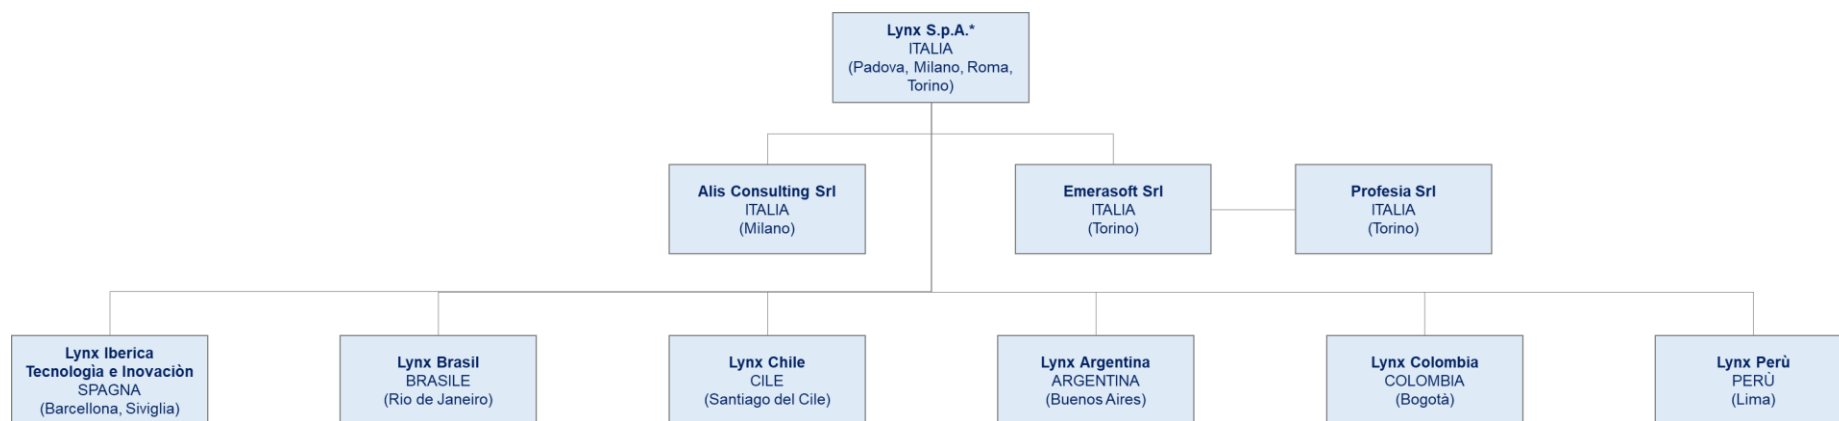 Lynx S.p.A.*
ITALIA
(Padova, Milano, Roma,
Torino)
Alis Consulting Srl
ITALIA
(Milano)
Emerasoft Srl
ITALIA
(Torino)
Profesia Srl
ITALIA
(Torino)
Lynx Iberica
Tecnologìa e Inovaciòn
SPAGNA
(Barcellona, Siviglia)
Lynx Brasil
BRASILE
(Rio de Janeiro)
Lynx Chile
CILE
(Santiago del Cile)
Lynx Argentina
ARGENTINA
(Buenos Aires)
Lynx Colombia
COLOMBIA
(Bogotà)
Lynx Perù
PERÙ
(Lima)